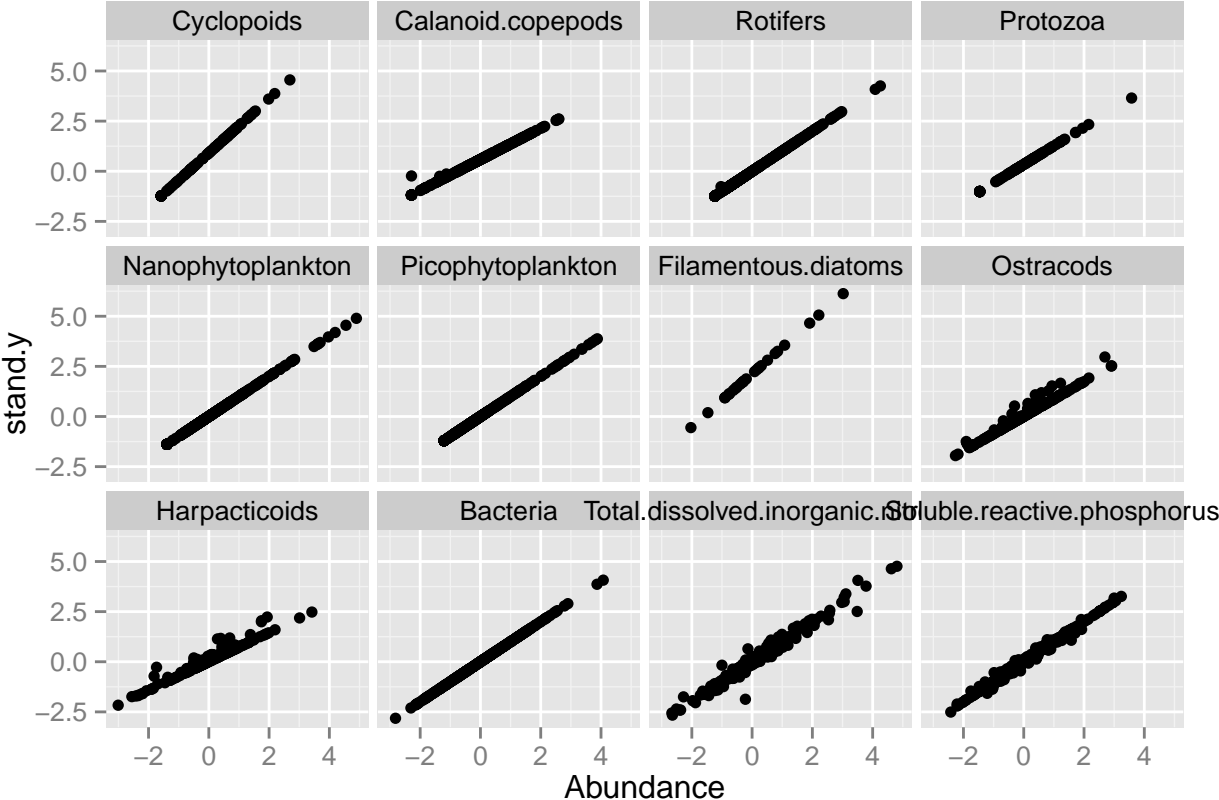 Cyclopoids Calanoid.copepods Rotifers Protozoa
5.0
2.5
0.0
−2.5
Nanophytoplankton Picophytoplankton Filamentous.diatoms Ostracods
5.0
2.5
0.0
−2.5
stand.y
Harpacticoids Bacteria Total.dissolved.inorganic. Soluble.reactive.phosphorus
5.0
2.5
0.0
−2.5
−2 0 2 4 −2 0 2 4 −2 0 2 4 −2 0 2 4
Abundance